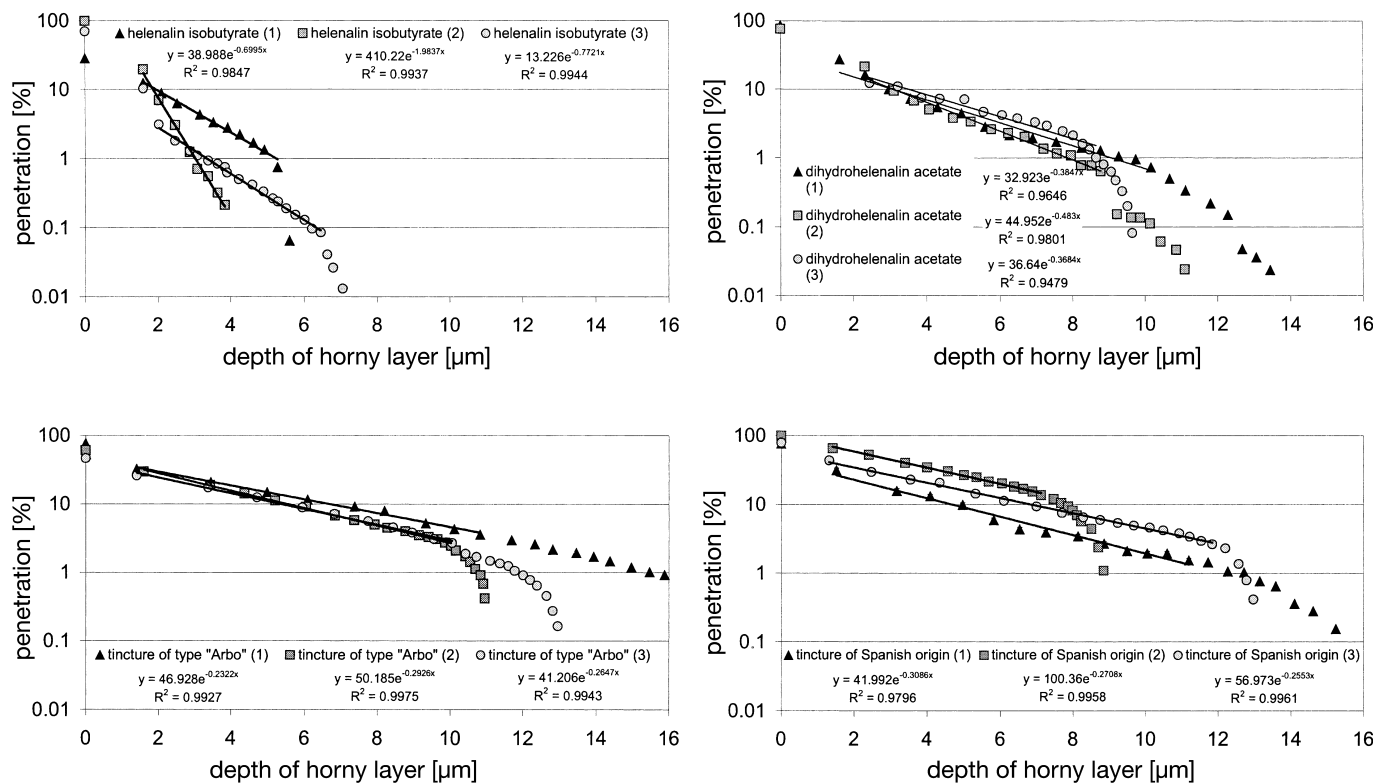 100
10
1
0.1
0.01
penetration [%]
▲ helenalin isobutyrate (1) helenalin isobutyrate (2) helenalin isobutyrate (3)
y = 38.988e^-0.6995x y = 410.22e^-1.9837x y = 13.226e^-0.7721x
R² = 0.9847 R² = 0.9937 R² = 0.9944
0 2 4 6 8 10 12 14 16
depth of horny layer [µm]
100
10
1
0.1
0.01
penetration [%]
dihydrohelenalin acetate
(1)
y = 32.923e^-0.3847x
R² = 0.9646
dihydrohelenalin acetate
(2)
y = 44.952e^-0.483x
R² = 0.9801
dihydrohelenalin acetate
(3)
y = 36.64e^-0.3684x
R² = 0.9479
0 2 4 6 8 10 12 14 16
depth of horny layer [µm]
100
10
1
0.1
0.01
penetration [%]
tincture of type "Arbo" (1) tincture of type "Arbo" (2) tincture of type "Arbo" (3)
y = 46.928e^-0.2322x y = 50.185e^-0.2926x y = 41.206e^-0.2647x
R² = 0.9927 R² = 0.9975 R² = 0.9943
0 2 4 6 8 10 12 14 16
depth of horny layer [µm]
100
10
1
0.1
0.01
penetration [%]
tincture of Spanish origin (1) tincture of Spanish origin (2) tincture of Spanish origin (3)
y = 41.992e^-0.3086x y = 100.36e^-0.2708x y = 56.973e^-0.2553x
R² = 0.9796 R² = 0.9958 R² = 0.9961
0 2 4 6 8 10 12 14 16
depth of horny layer [µm]